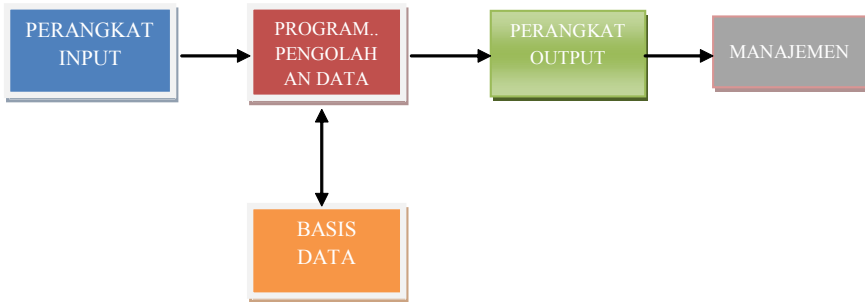 PERANGKAT
INPUT
PROGRAM..
PENGOLAH
AN DATA
PERANGKAT
OUTPUT
MANAJEMEN
BASIS
DATA